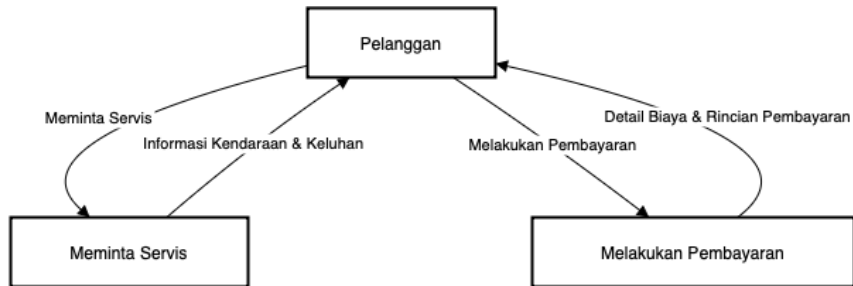 Pelanggan
Meminta Servis
Detail Biaya & Rincian Pembayaran
Informasi Kendaraan & Keluhan
Melakukan Pembayaran
Meminta Servis
Melakukan Pembayaran